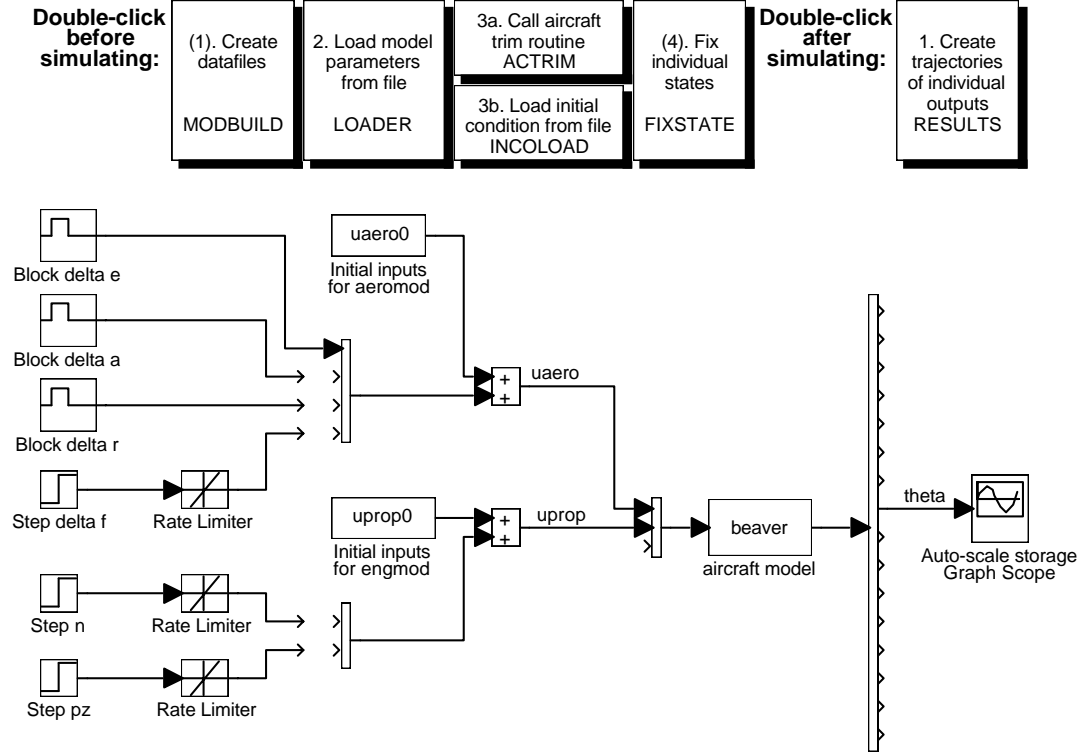 Double-click
before
simulating:
(1). Create
datafiles
MODBUILD
2. Load model
parameters
from file
LOADER
3a. Call aircraft
trim routine
ACTRIM
3b. Load initial
condition from file
INCOLOAD
(4). Fix
individual
states
FIXSTATE
Double-click
after
simulating:
1. Create
trajectories
of individual
outputs
RESULTS
Block delta e
uaero0
Initial inputs
for aeromod
Block delta a
+
+
uaero
Block delta r
Step delta f
Rate Limiter
uprop0
Initial inputs
for engmod
+
+
uprop
beaver
aircraft model
theta
Auto-scale storage
Graph Scope
Step n
Rate Limiter
Step pz
Rate Limiter